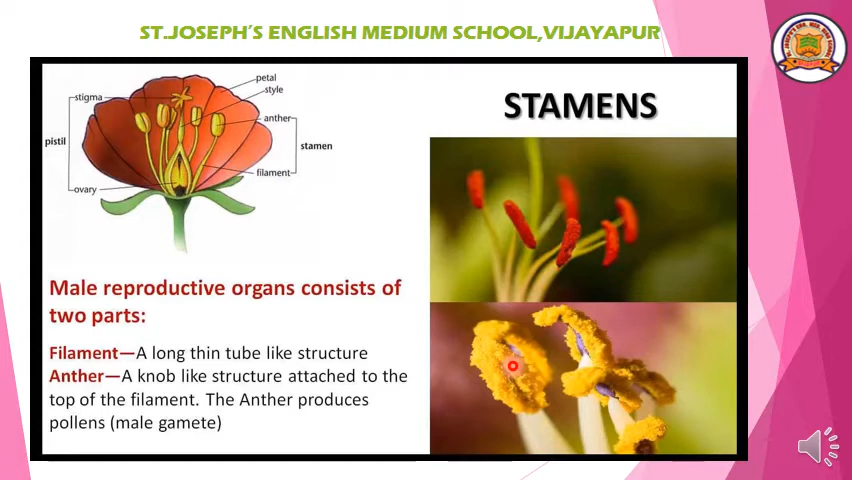 ST.JOSEPH'S ENGLISH MEDIUM SCHOOL,VIJAYAPUR
petal
style
stigma
anther
pistil
stamen
filament
ovary
STAMENS
Male reproductive organs consists of
two parts:
Filament—A long thin tube like structure
Anther—A knob like structure attached to the
top of the filament. The Anther produces
pollens (male gamete)